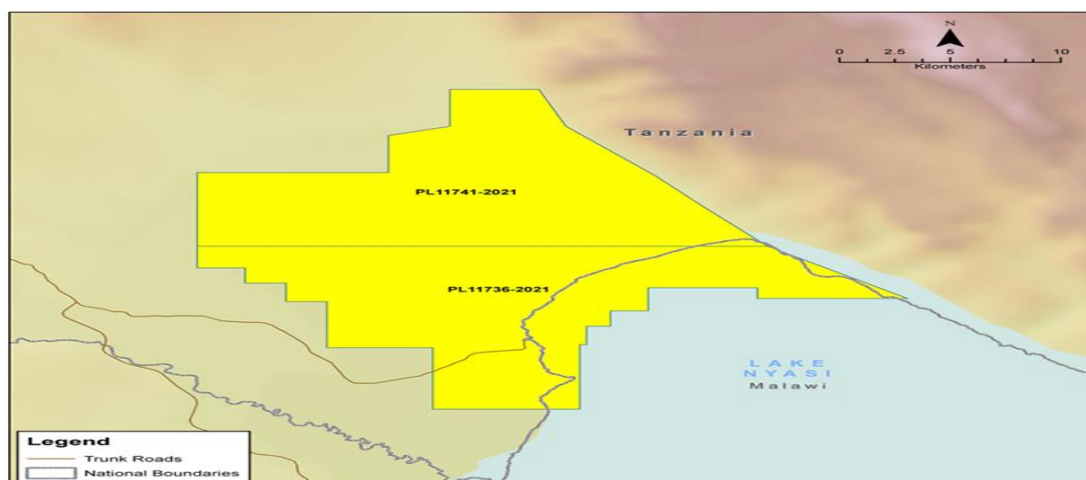 N
0 2.5 5 10
Kilometers
Tanzania
PL11741-2021
PL11736-2021
LAKE
NYASI
Malawi
Legend
Trunk Roads
National Boundaries